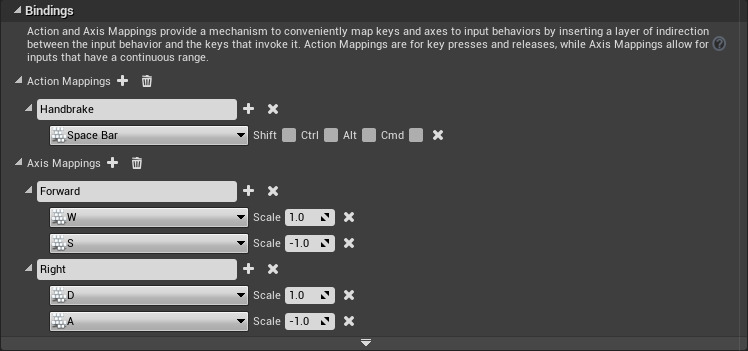 Bindings
Action and Axis Mappings provide a mechanism to conveniently map keys and axes to input behaviors by inserting a layer of indirection
between the input behavior and the keys that invoke it. Action Mappings are for key presses and releases, while Axis Mappings allow for
inputs that have a continuous range.
Action Mappings
Handbrake
Space Bar Shift Ctrl Alt Cmd
Axis Mappings
Forward
W Scale 1.0
S Scale -1.0
Right
D Scale 1.0
A Scale -1.0